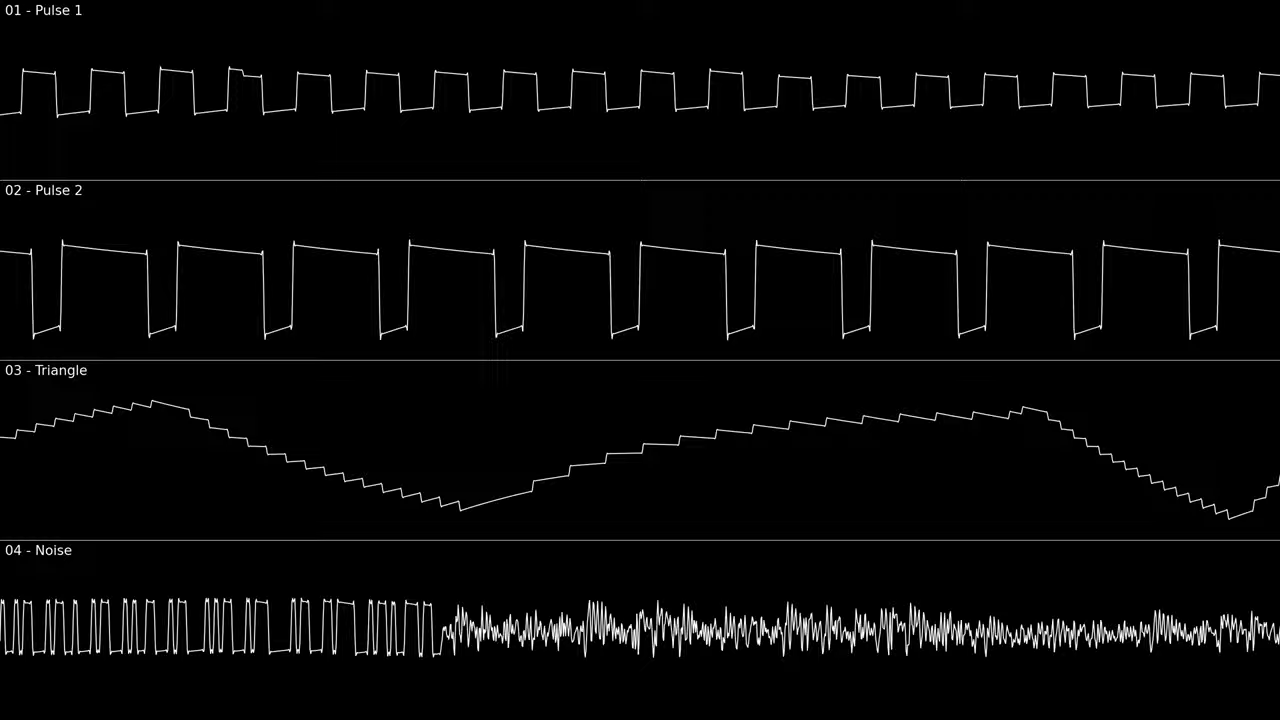 01 - Pulse 1
02 - Pulse 2
03 - Triangle
04 - Noise